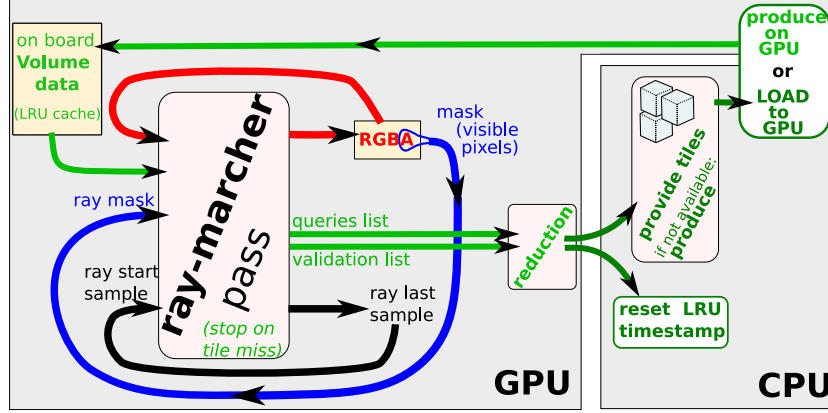 on board
Volume
data
(LRU cache)
ray mask
ray start
sample
ray-marcher
pass
(stop on
tile miss)
RGBA
mask
(visible
pixels)
queries list
validation list
ray last
sample
reduction
GPU
produce
on
GPU
or
LOAD
to
GPU
provide tiles
if not available:
produce
reset LRU
timestamp
CPU